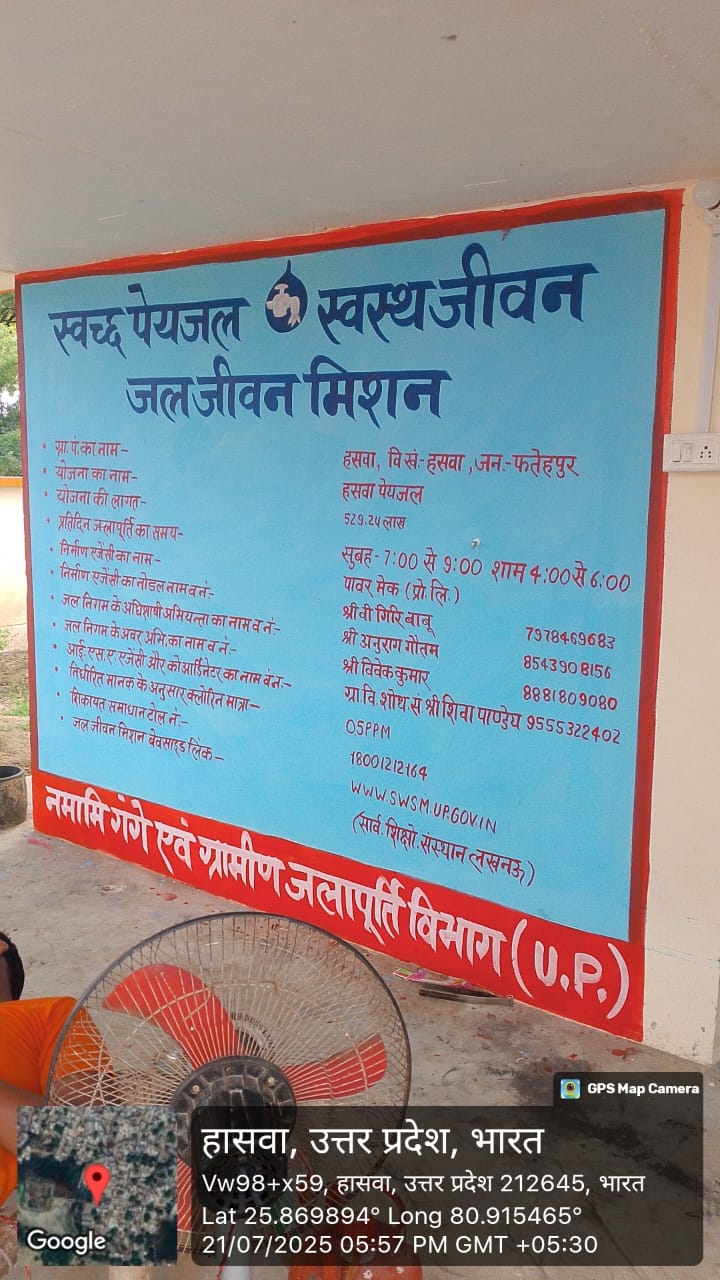 स्वच्छ पेयजल स्वस्थ जीवन
जल जीवन मिशन
• ग्रा.पं.का नाम- हसवा, वि.खं:- हसवा, जन:- फतेहपुर
• योजना का नाम- हसवा पेयजल
• योजना की लागत- 529.24 लाख
• प्रतिदिन जलापूर्ति का समय- सुबह - 7:00 से 9:00 शाम 4:00 से 6:00
• निर्माण एजेंसी का नाम- पावर मेक (प्रो.लि.)
• निर्माण एजेंसी का नोडल नाम व नं:- श्री वी गिरि बाबू 7978469683
• जल निगम के अधिशाषी अभियन्ता का नाम व नं:- श्री अनुराग गौतम 8543908156
• जल निगम के अवर अभि.का नाम व नं:- श्री विवेक कुमार 8881809080
• आई.एस.ए. एजेंसी और कोआर्डिनेटर का नाम व नं:- ग्रा.वि.शोध.सं.श्री शिवा पाण्डेय 9555322402
• निर्धारित मानक के अनुसार क्लोरिन मात्रा- 05PPM
• शिकायत समाधान टोल नं:- 18001212164
• जल जीवन मिशन बेवसाइड लिंक- WWW.SWSM.UP.GOV.IN
(सार्व. शिक्षो. संस्थान लखनऊ)
नमामि गंगे एवं ग्रामीण जलापूर्ति विभाग (U.P.)
GPS Map Camera
हासवा, उत्तर प्रदेश, भारत
Vw98+x59, हासवा, उत्तर प्रदेश 212645, भारत
Lat 25.869894° Long 80.915465°
21/07/2025 05:57 PM GMT +05:30
Google